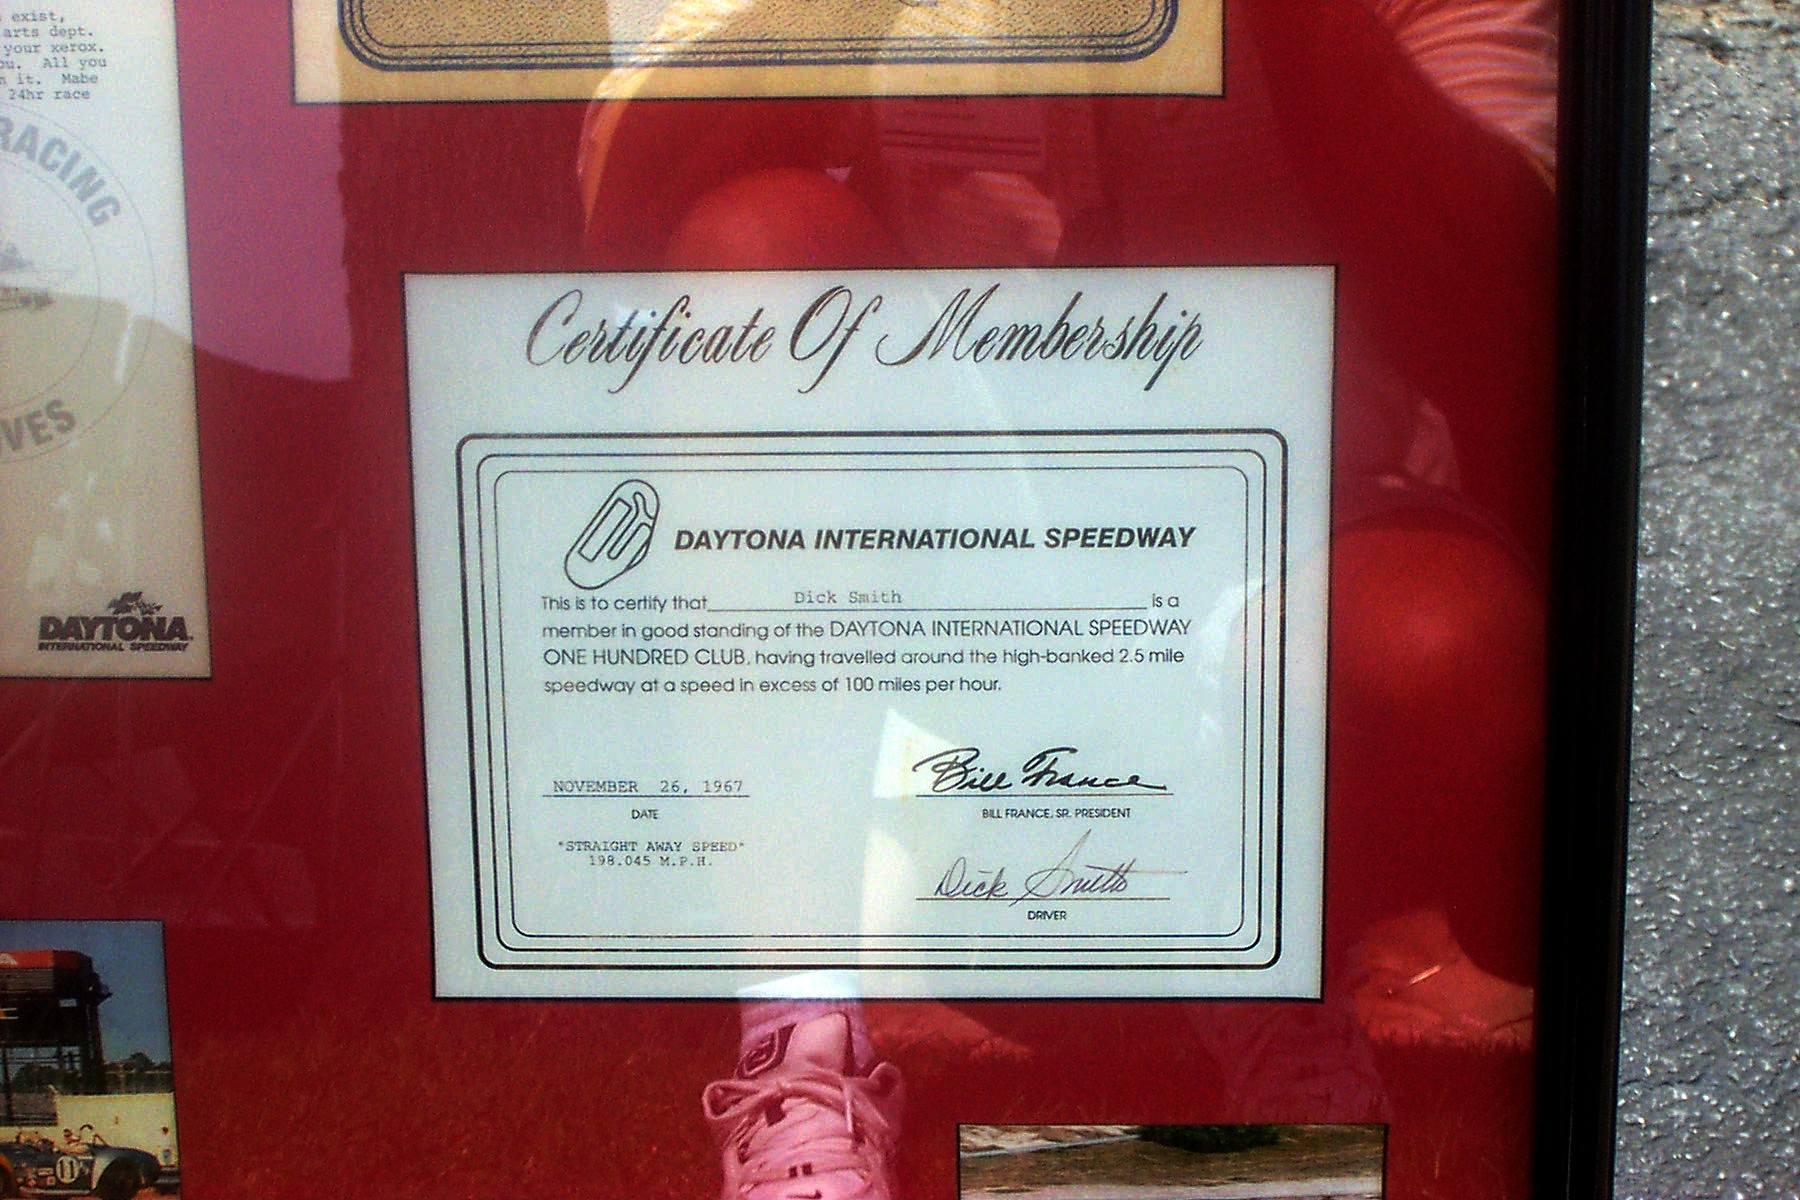 exist,
arts dept.
your xerox.
All you
it. Mabe
24hr race
RACING
VES
DAYTONA
INTERNATIONAL SPEEDWAY
Certificate Of Membership
DAYTONA INTERNATIONAL SPEEDWAY
This is to certify that Dick Smith is a
member in good standing of the DAYTONA INTERNATIONAL SPEEDWAY
ONE HUNDRED CLUB, having travelled around the high-banked 2.5 mile
speedway at a speed in excess of 100 miles per hour.
NOVEMBER 26, 1967
DATE
"STRAIGHT AWAY SPEED"
198.045 M.P.H.
Bill France
BILL FRANCE, SR. PRESIDENT
Dick Smith
DRIVER
11